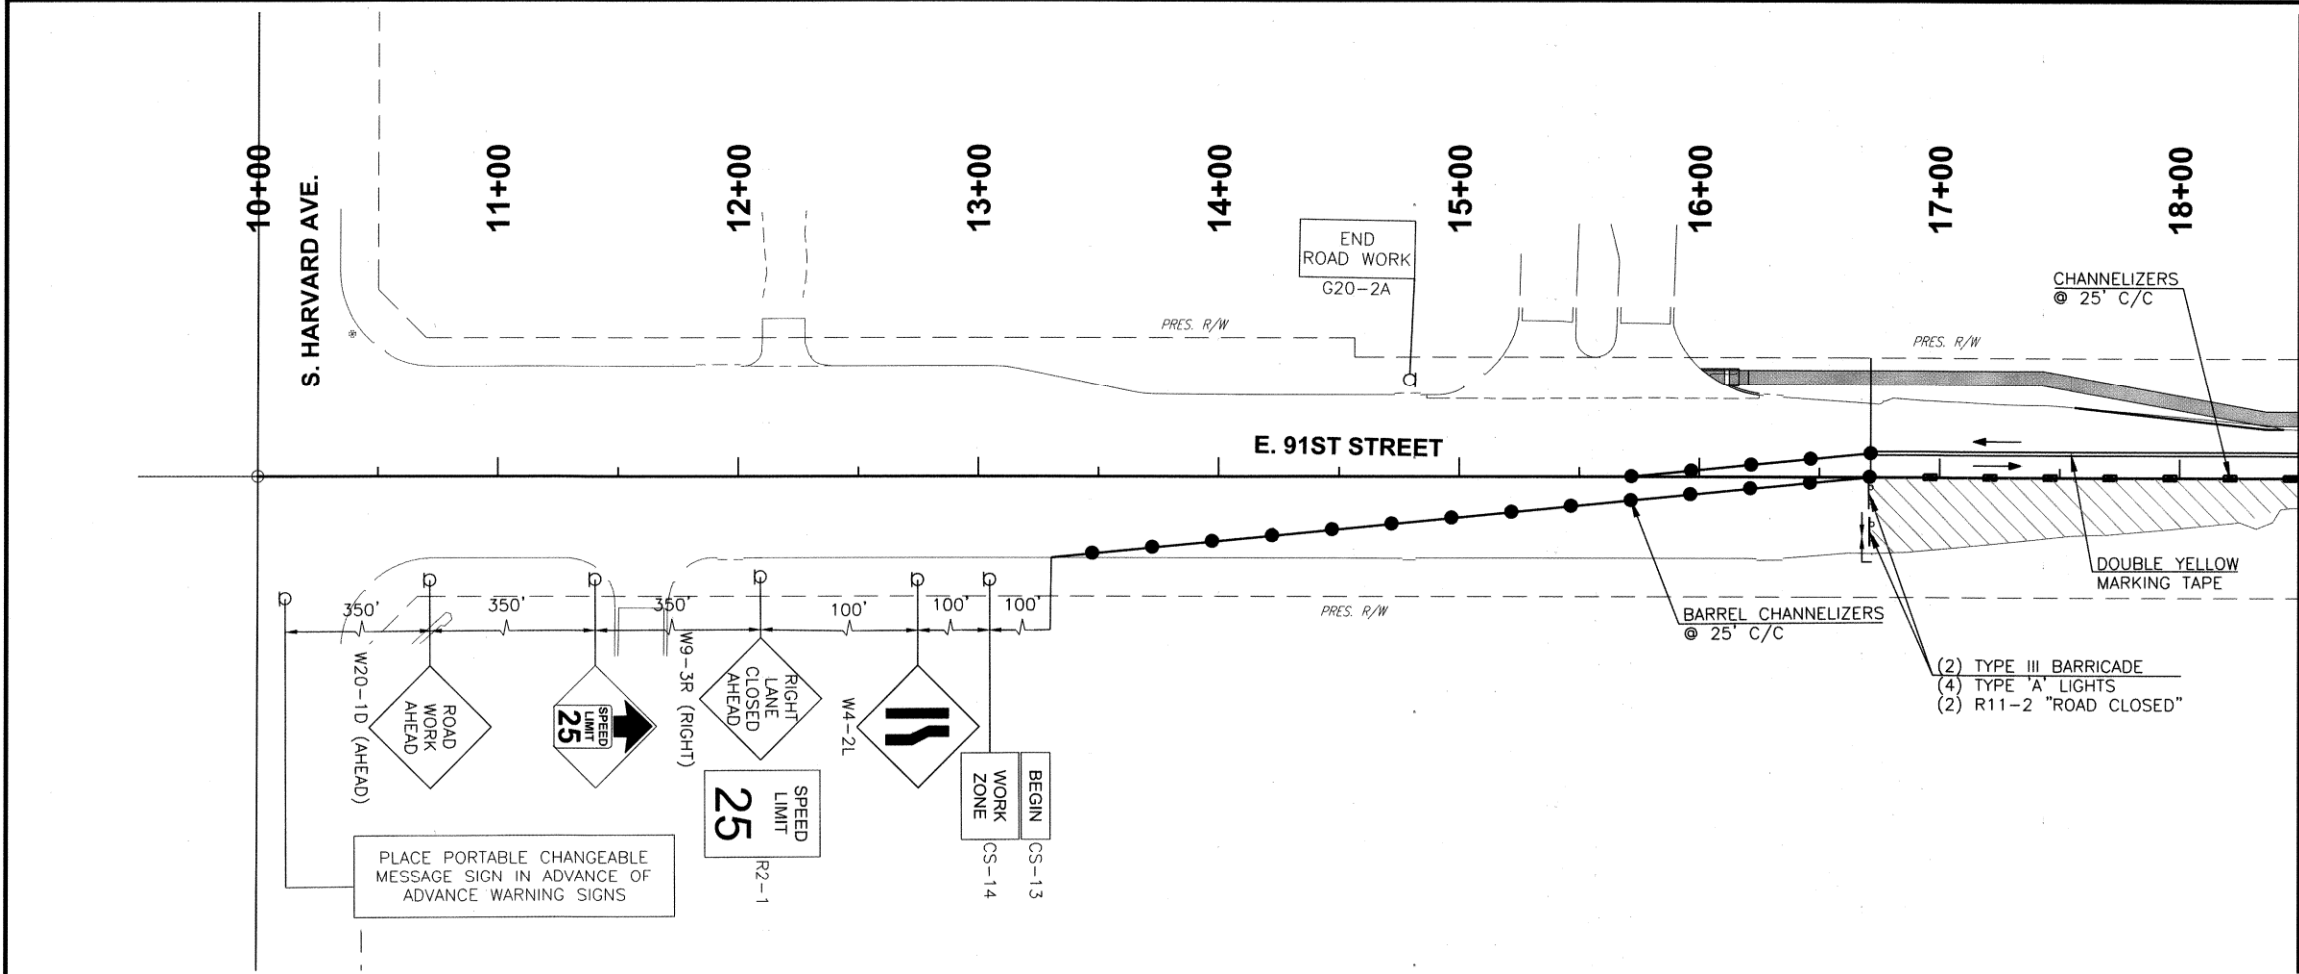 10+00
11+00
12+00
13+00
14+00
15+00
16+00
17+00
18+00
S. HARVARD AVE.
END
ROAD WORK
G20-2A
CHANNELIZERS
@ 25' C/C
PRES. R/W
PRES. R/W
E. 91ST STREET
DOUBLE YELLOW
MARKING TAPE
PRES. R/W
BARREL CHANNELIZERS
@ 25' C/C
(2) TYPE III BARRICADE
(4) TYPE 'A' LIGHTS
(2) R11-2 "ROAD CLOSED"
350'
350'
350'
100'
100'
100'
W20-1D (AHEAD)
ROAD
WORK
AHEAD
SPEED
LIMIT
25
W9-3R (RIGHT)
RIGHT
LANE
CLOSED
AHEAD
SPEED
LIMIT
25
R2-1
W4-2L
BEGIN
WORK
ZONE
CS-13
CS-14
PLACE PORTABLE CHANGEABLE
MESSAGE SIGN IN ADVANCE OF
ADVANCE WARNING SIGNS